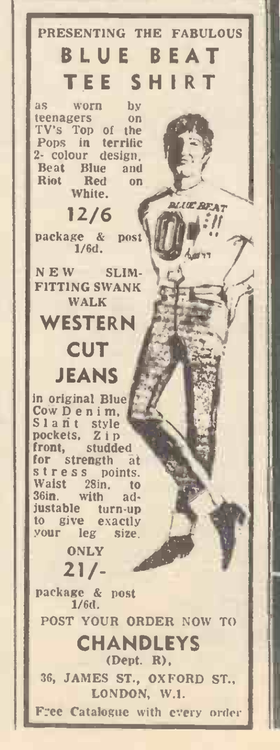 PRESENTING THE FABULOUS
BLUE BEAT
TEE SHIRT
as worn by
teenagers on
TV's Top of the
Pops in terrific
2- colour design.
Beat Blue and
Riot Red on
White.
12/6
package & post
1/6d.
NEW SLIM-
FITTING SWANK
WALK
WESTERN
CUT
JEANS
in original Blue
Cow Denim,
Slant style
pockets, Zip
front, studded
for strength at
stress points.
Waist 28in. to
36in. with ad-
justable turn-up
to give exactly
your leg size.
ONLY
21/-
package & post
1/6d.
BLUE BEAT
POST YOUR ORDER NOW TO
CHANDLEYS
(Dept. R),
36, JAMES ST., OXFORD ST.,
LONDON, W.1.
Free Catalogue with every order